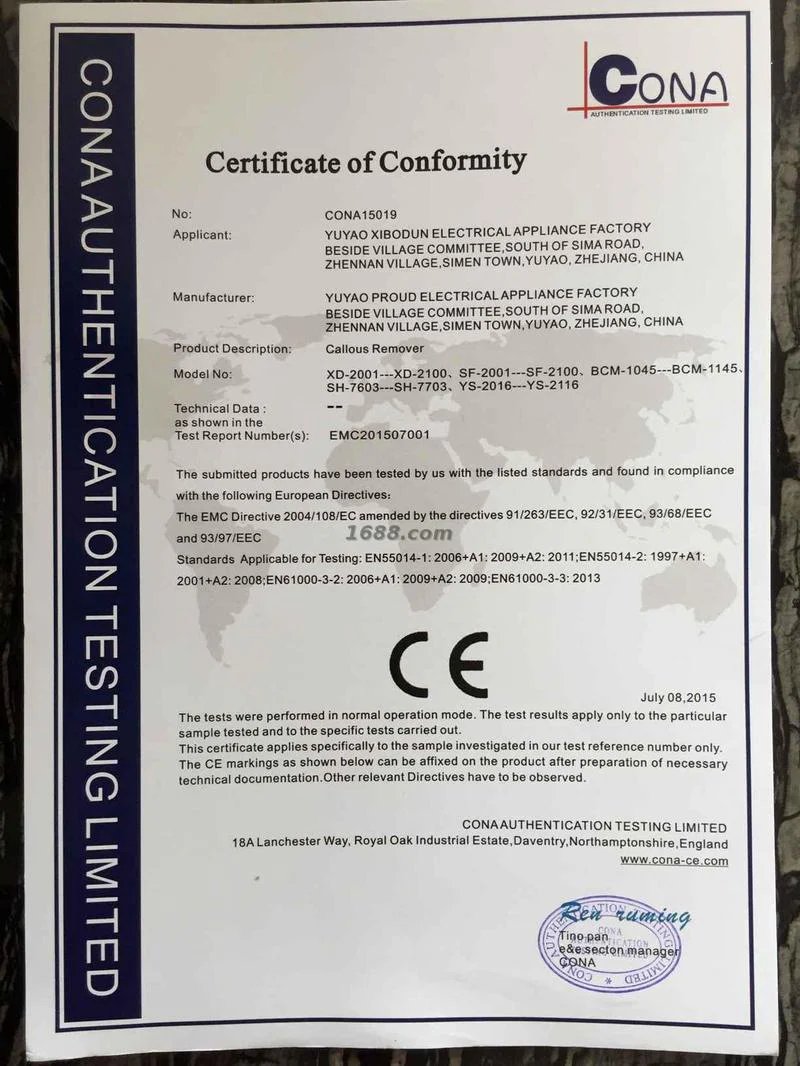 CONA AUTHENTICATION TESTING LIMITED
CONA
AUTHENTICATION TESTING LIMITED
Certificate of Conformity
No: CONA15019
Applicant: YUYAO XIBODUN ELECTRICAL APPLIANCE FACTORY
BESIDE VILLAGE COMMITTEE,SOUTH OF SIMA ROAD,
ZHENNAN VILLAGE,SIMEN TOWN,YUYAO, ZHEJIANG, CHINA
Manufacturer: YUYAO PROUD ELECTRICAL APPLIANCE FACTORY
BESIDE VILLAGE COMMITTEE,SOUTH OF SIMA ROAD,
ZHENNAN VILLAGE,SIMEN TOWN,YUYAO, ZHEJIANG, CHINA
Product Description: Callous Remover
Model No: XD-2001---XD-2100、SF-2001---SF-2100、BCM-1045---BCM-1145、
SH-7603---SH-7703、YS-2016---YS-2116
Technical Data : --
as shown in the
Test Report Number(s): EMC201507001
The submitted products have been tested by us with the listed standards and found in compliance
with the following European Directives:
The EMC Directive 2004/108/EC amended by the directives 91/263/EEC, 92/31/EEC, 93/68/EEC
and 93/97/EEC
1688.com
Standards Applicable for Testing: EN55014-1: 2006+A1: 2009+A2: 2011;EN55014-2: 1997+A1:
2001+A2: 2008;EN61000-3-2: 2006+A1: 2009+A2: 2009;EN61000-3-3: 2013
CE
July 08,2015
The tests were performed in normal operation mode. The test results apply only to the particular
sample tested and to the specific tests carried out.
This certificate applies specifically to the sample investigated in our test reference number only.
The CE markings as shown below can be affixed on the product after preparation of necessary
technical documentation.Other relevant Directives have to be observed.
CONA AUTHENTICATION TESTING LIMITED
18A Lanchester Way, Royal Oak Industrial Estate,Daventry,Northamptonshire,England
www.cona-ce.com
Ren ruming
Tino pan
e&e secton manager
CONA
CONA AUTHENTICATION TESTING LIMITED
CONA